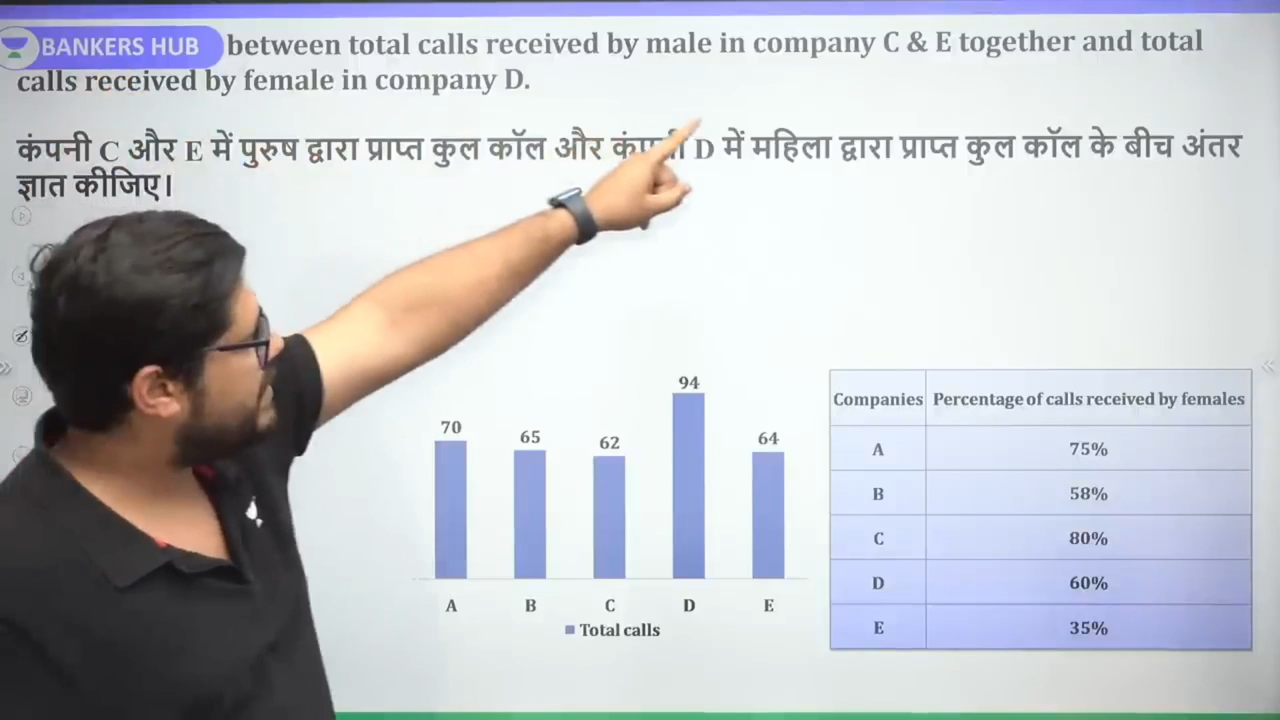 BANKERS HUB between total calls received by male in company C & E together and total
calls received by female in company D.
कंपनी C और E में पुरुष द्वारा प्राप्त कुल कॉल और D में महिला द्वारा प्राप्त कुल कॉल के बीच अंतर
ज्ञात कीजिए।
94
70
65
62
64
A B C D E
Total calls
Companies Percentage of calls received by females
A 75%
B 58%
C 80%
D 60%
E 35%